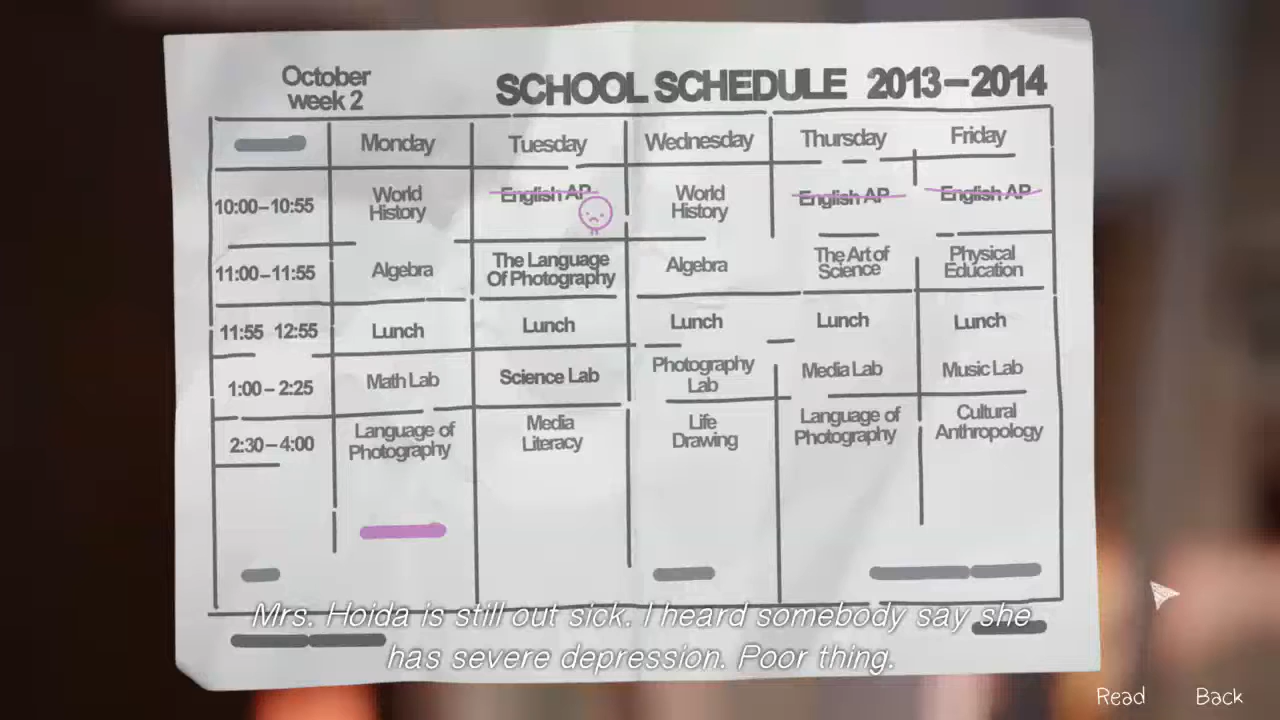 October
week 2
SCHOOL SCHEDULE 2013-2014
Monday
Tuesday
Wednesday
Thursday
Friday
10:00-10:55
World
History
English AP
World
History
English AP
English AP
11:00-11:55
Algebra
The Language
Of Photography
Algebra
The Art of
Science
Physical
Education
11:55 12:55
Lunch
Lunch
Lunch
Lunch
Lunch
1:00-2:25
Math Lab
Science Lab
Photography
Lab
Media Lab
Music Lab
2:30-4:00
Language of
Photography
Media
Literacy
Life
Drawing
Language of
Photography
Cultural
Anthropology
Mrs. Hoida is still out sick. I heard somebody say she
has severe depression. Poor thing.
Read
Back